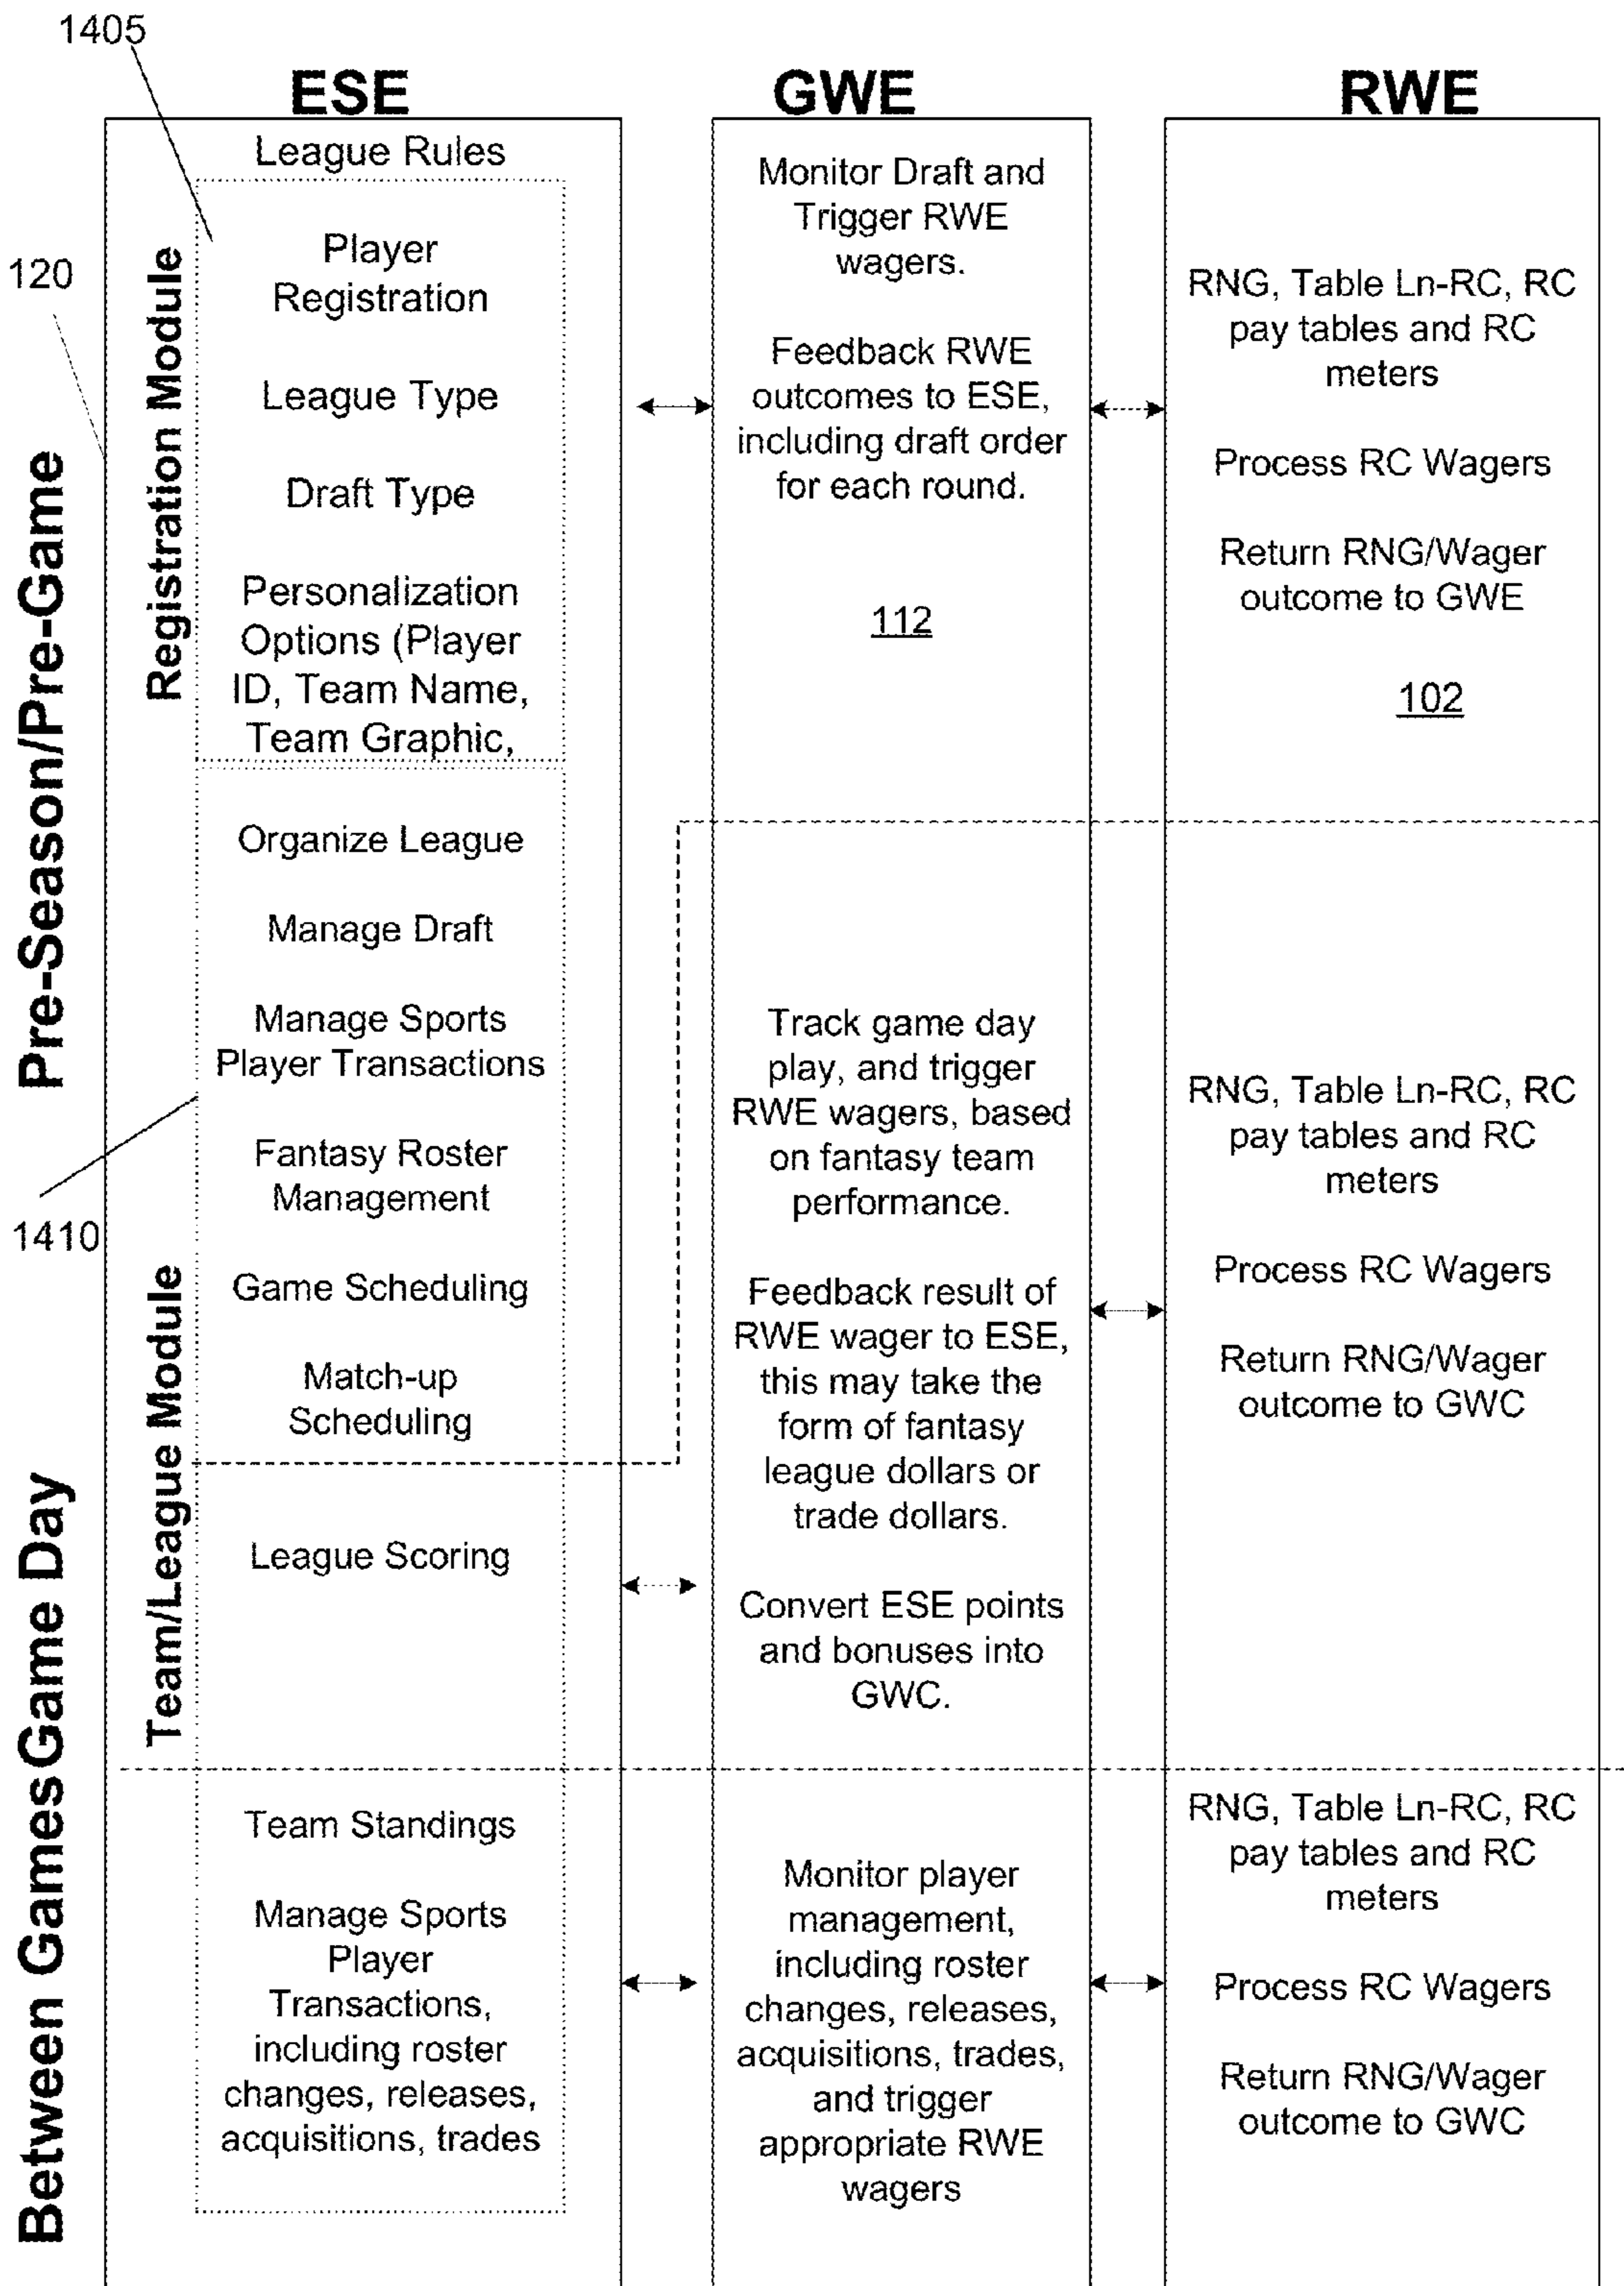 1405
ESE
GWE
RWE
120
Pre-Season/Pre-Game
Registration Module
League Rules
Player
Registration
League Type
Draft Type
Personalization
Options (Player
ID, Team Name,
Team Graphic,
Monitor Draft and
Trigger RWE
wagers.
Feedback RWE
outcomes to ESE,
including draft order
for each round.
112
RNG, Table Ln-RC, RC
pay tables and RC
meters
Process RC Wagers
Return RNG/Wager
outcome to GWE
102
1410
Team/League Module
Organize League
Manage Draft
Manage Sports
Player Transactions
Fantasy Roster
Management
Game Scheduling
Match-up
Scheduling
Game Day
League Scoring
Track game day
play, and trigger
RWE wagers, based
on fantasy team
performance.
Feedback result of
RWE wager to ESE,
this may take the
form of fantasy
league dollars or
trade dollars.
Convert ESE points
and bonuses into
GWC.
RNG, Table Ln-RC, RC
pay tables and RC
meters
Process RC Wagers
Return RNG/Wager
outcome to GWC
Between Games
Team Standings
Manage Sports
Player
Transactions,
including roster
changes, releases,
acquisitions, trades
Monitor player
management,
including roster
changes, releases,
acquisitions, trades,
and trigger
appropriate RWE
wagers
RNG, Table Ln-RC, RC
pay tables and RC
meters
Process RC Wagers
Return RNG/Wager
outcome to GWC